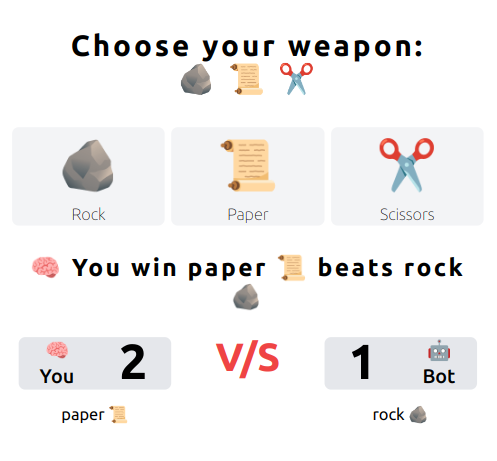 Choose your weapon:
🪨 📜 ✂️
Rock Paper Scissors
🧠 You win paper 📜 beats rock
🪨
🧠 You 2 V/S 1 🤖 Bot
paper 📜 rock 🪨